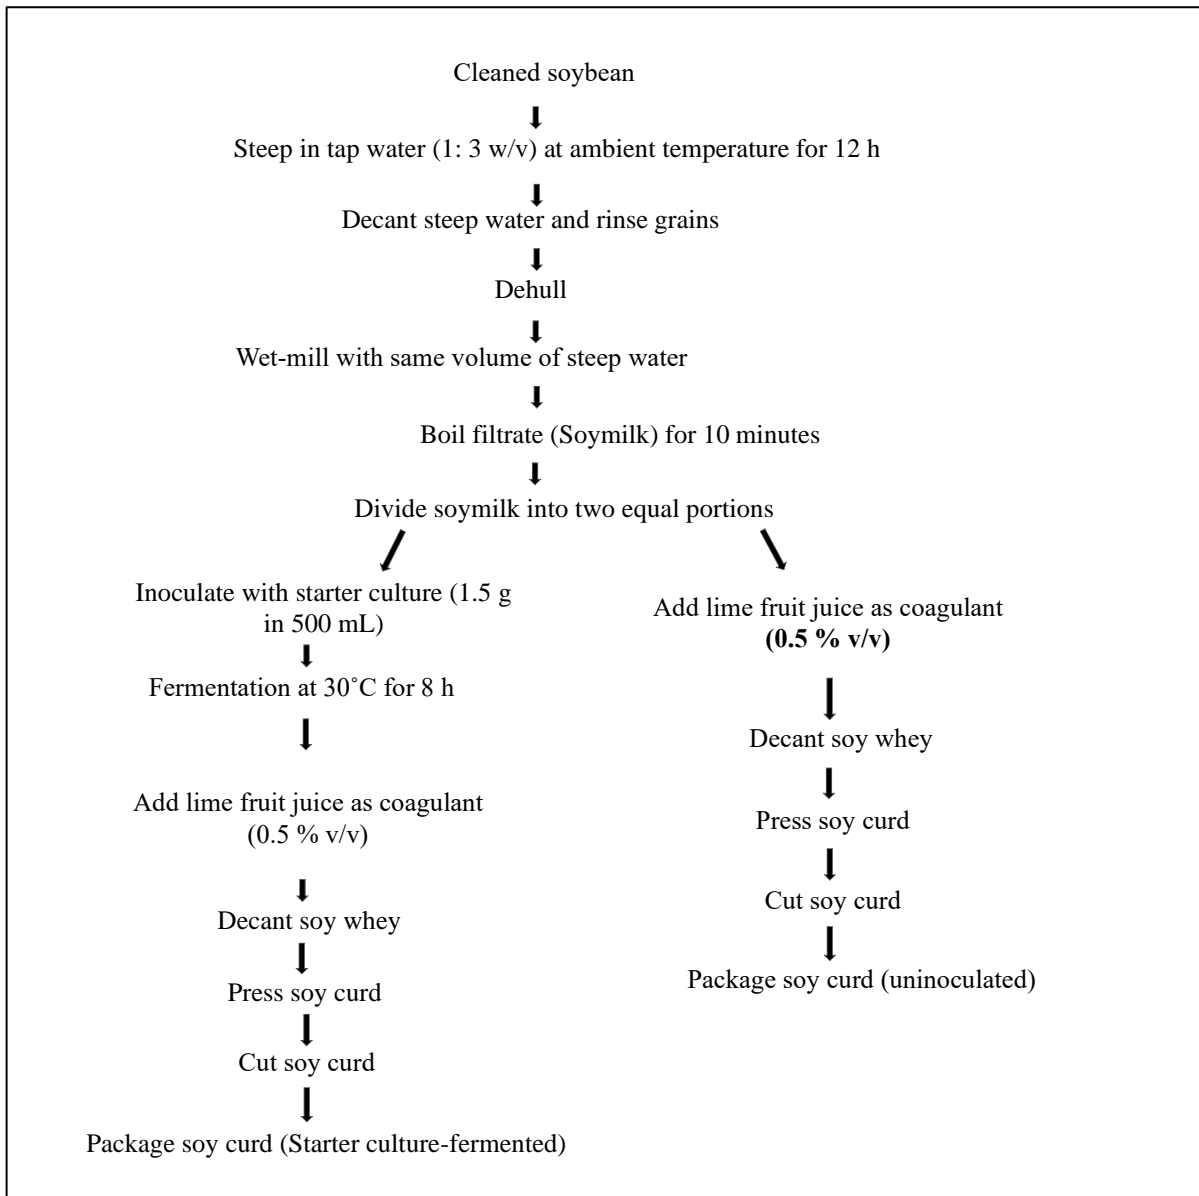 Cleaned soybean
Steep in tap water (1: 3 w/v) at ambient temperature for 12 h
Decant steep water and rinse grains
Dehull
Wet-mill with same volume of steep water
Boil filtrate (Soymilk) for 10 minutes
Divide soymilk into two equal portions
Inoculate with starter culture (1.5 g
in 500 mL)
Fermentation at 30˚C for 8 h
Add lime fruit juice as coagulant
(0.5 % v/v)
Decant soy whey
Press soy curd
Cut soy curd
Package soy curd (Starter culture-fermented)
Add lime fruit juice as coagulant
(0.5 % v/v)
Decant soy whey
Press soy curd
Cut soy curd
Package soy curd (uninoculated)